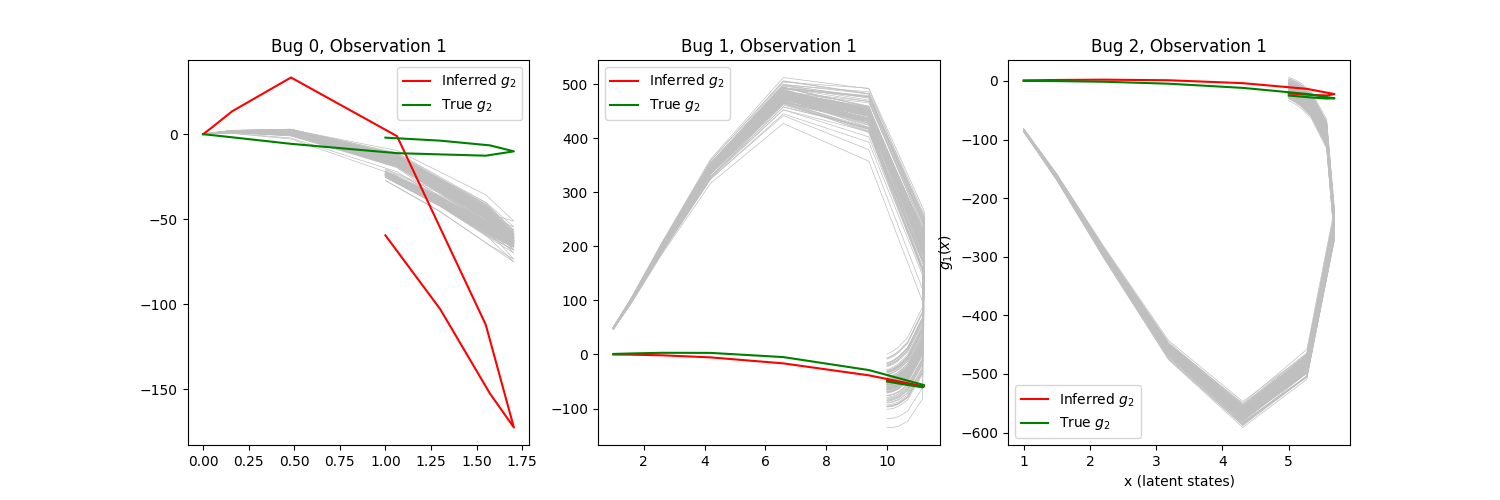 Bug 0, Observation 1
Inferred g₂
True g₂
0
−50
−100
−150
0.00 0.25 0.50 0.75 1.00 1.25 1.50 1.75
Bug 1, Observation 1
Inferred g₂
True g₂
500
400
300
200
100
0
−100
2 4 6 8 10
Bug 2, Observation 1
g₁(x)
0
−100
−200
−300
−400
−500
−600
Inferred g₂
True g₂
1 2 3 4 5
x (latent states)